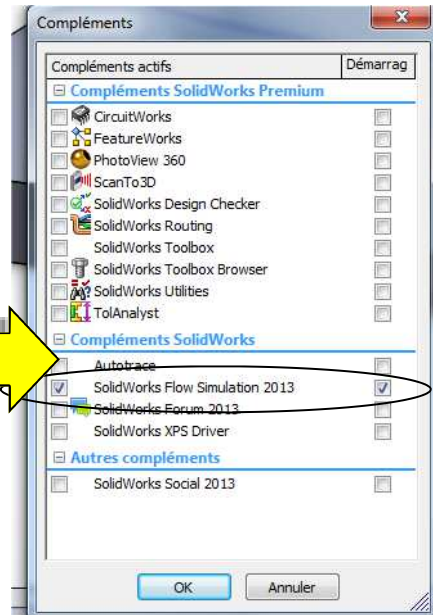 Compléments
Compléments actifs Démarrag
Compléments SolidWorks Premium
CircuitWorks
FeatureWorks
PhotoView 360
ScanTo3D
SolidWorks Design Checker
SolidWorks Routing
SolidWorks Toolbox
SolidWorks Toolbox Browser
SolidWorks Utilities
TolAnalyst
Compléments SolidWorks
Autotrace
SolidWorks Flow Simulation 2013
SolidWorks Forum 2013
SolidWorks XPS Driver
Autres compléments
SolidWorks Social 2013
OK Annuler